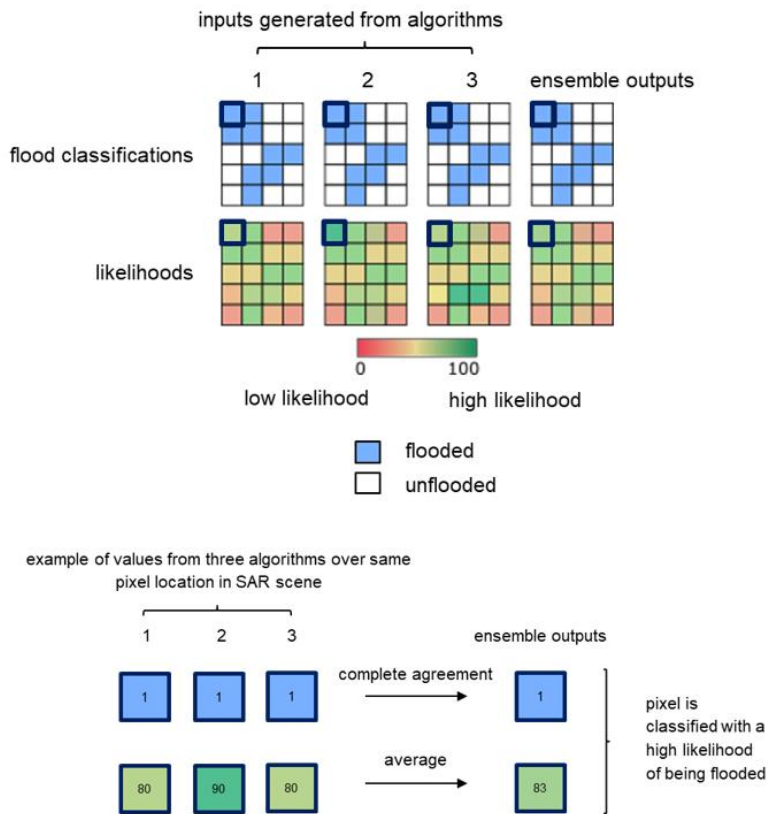 inputs generated from algorithms
1 2 3 ensemble outputs
flood classifications
likelihoods
0 100
low likelihood high likelihood
flooded
unflooded
example of values from three algorithms over same
pixel location in SAR scene
1 2 3 ensemble outputs
complete agreement
1 1 1 1
pixel is
classified with a
high likelihood
of being flooded
average
80 90 80 83